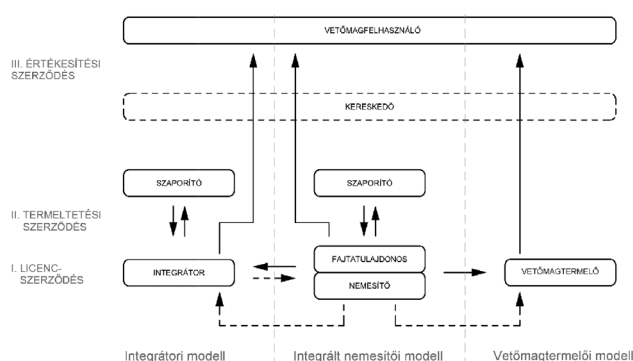 VETŐMAGFELHASZNÁLÓ
III. ÉRTÉKESÍTÉSI
SZERZŐDÉS
KERESKEDŐ
SZAPORÍTÓ
SZAPORÍTÓ
II. TERMELTETÉSI
SZERZŐDÉS
FAJTATULAJDONOS
I. LICENC-
SZERZŐDÉS
INTEGRÁTOR
NEMESÍTŐ
VETŐMAGTERMELŐ
Integrátori modell
Integrált nemesítői modell
Vetőmagtermelői modell